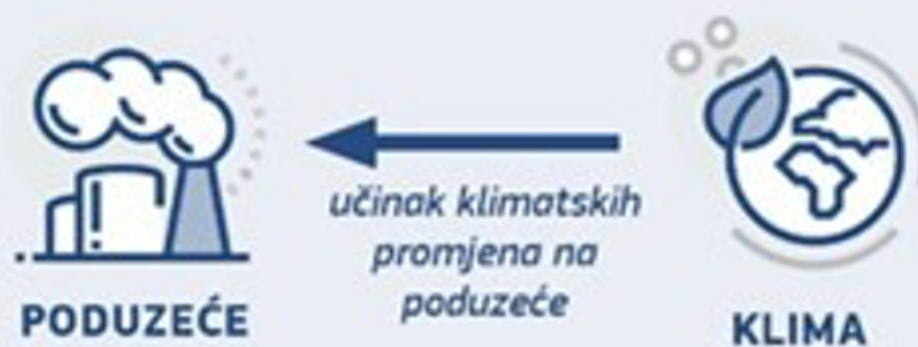 učinak klimatskih
promjena na
poduzeće
PODUZEĆE
KLIMA